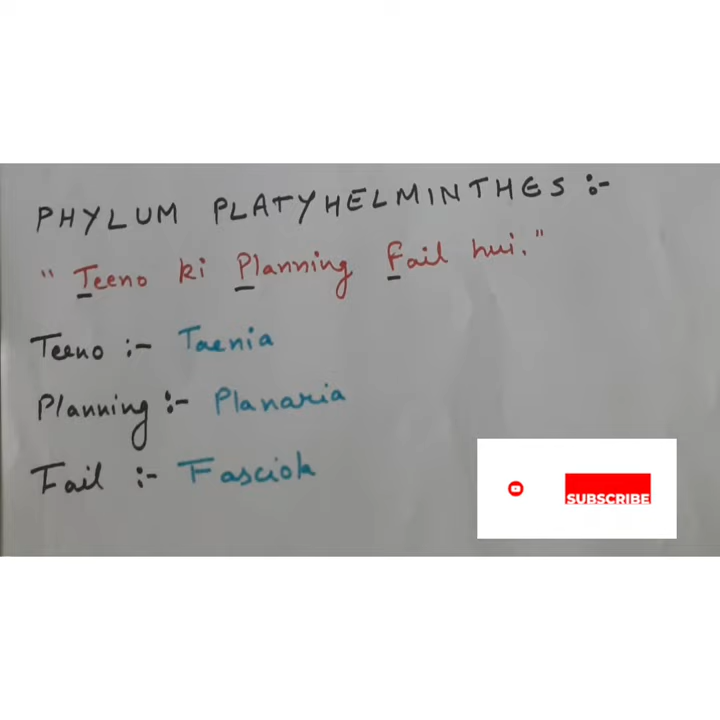 PHYLUM PLATYHELMINTHES :-
" Teeno ki Planning Fail hui. "
Teeno :- Taenia
Planning :- Planaria
Fail :- Fasciola
SUBSCRIBE